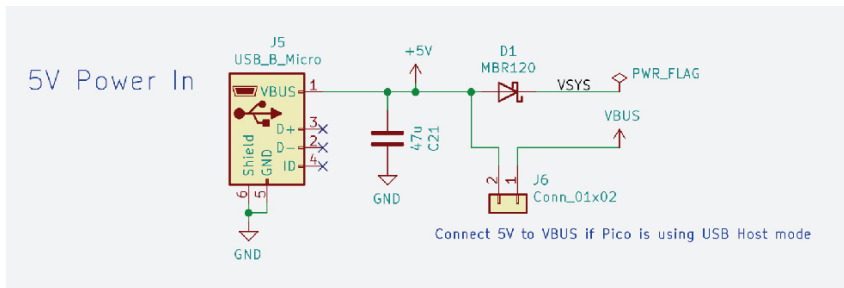 5V Power In
J5
USB_B_Micro
VBUS
1
D+
3
D-
2
ID
4
Shield
GND
6
5
GND
+5V
47u
C21
GND
D1
MBR120
VSYS
PWR_FLAG
VBUS
2
1
J6
Conn_01x02
Connect 5V to VBUS if Pico is using USB Host mode